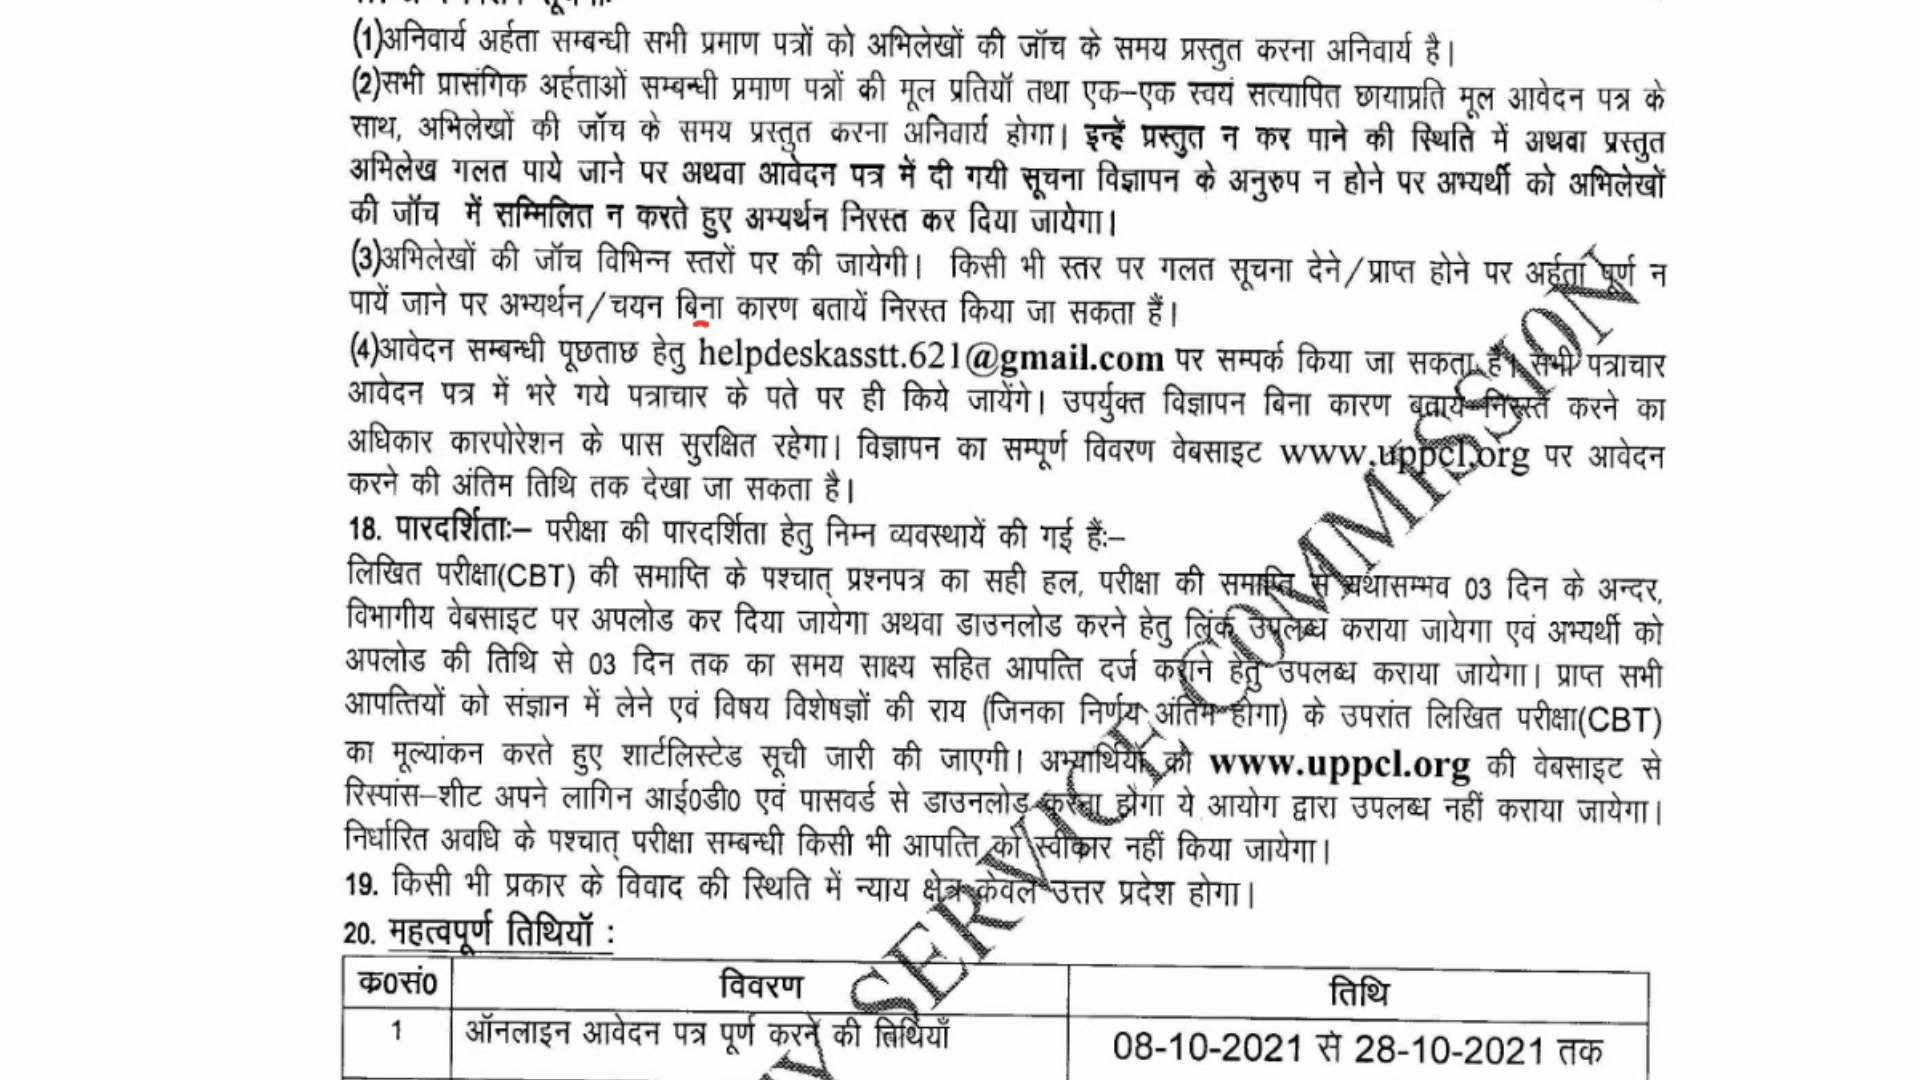 (1)अनिवार्य अर्हता सम्बन्धी सभी प्रमाण पत्रों को अभिलेखों की जॉच के समय प्रस्तुत करना अनिवार्य है।
(2)सभी प्रासंगिक अर्हताओं सम्बन्धी प्रमाण पत्रों की मूल प्रतियॉ तथा एक–एक स्वयं सत्यापित छायाप्रति मूल आवेदन पत्र के
साथ, अभिलेखों की जॉच के समय प्रस्तुत करना अनिवार्य होगा। इन्हें प्रस्तुत न कर पाने की स्थिति में अथवा प्रस्तुत
अभिलेख गलत पाये जाने पर अथवा आवेदन पत्र में दी गयी सूचना विज्ञापन के अनुरुप न होने पर अभ्यर्थी को अभिलेखों
की जॉच में सम्मिलित न करते हुए अभ्यर्थन निरस्त कर दिया जायेगा।
(3)अभिलेखों की जॉच विभिन्न स्तरों पर की जायेगी। किसी भी स्तर पर गलत सूचना देने/प्राप्त होने पर अर्हता पूर्ण न
पायें जाने पर अभ्यर्थन/चयन बिना कारण बतायें निरस्त किया जा सकता हैं।
(4)आवेदन सम्बन्धी पूछताछ हेतु helpdeskasstt.621@gmail.com पर सम्पर्क किया जा सकता है। सभी पत्राचार
आवेदन पत्र में भरे गये पत्राचार के पते पर ही किये जायेंगे। उपर्युक्त विज्ञापन बिना कारण बताये निरस्त करने का
अधिकार कारपोरेशन के पास सुरक्षित रहेगा। विज्ञापन का सम्पूर्ण विवरण वेबसाइट www.uppcl.org पर आवेदन
करने की अंतिम तिथि तक देखा जा सकता है।
18. पारदर्शिताः– परीक्षा की पारदर्शिता हेतु निम्न व्यवस्थायें की गई हैं:–
लिखित परीक्षा(CBT) की समाप्ति के पश्चात् प्रश्नपत्र का सही हल, परीक्षा की समाप्ति से यथासम्भव 03 दिन के अन्दर,
विभागीय वेबसाइट पर अपलोड कर दिया जायेगा अथवा डाउनलोड करने हेतु लिंक उपलब्ध कराया जायेगा एवं अभ्यर्थी को
अपलोड की तिथि से 03 दिन तक का समय साक्ष्य सहित आपत्ति दर्ज कराने हेतु उपलब्ध कराया जायेगा। प्राप्त सभी
आपत्तियों को संज्ञान में लेने एवं विषय विशेषज्ञों की राय (जिनका निर्णय अंतिम होगा) के उपरांत लिखित परीक्षा(CBT)
का मूल्यांकन करते हुए शार्टलिस्टेड सूची जारी की जाएगी। अभ्यार्थियों को www.uppcl.org की वेबसाइट से
रिस्पांस–शीट अपने लागिन आई0डी0 एवं पासवर्ड से डाउनलोड करना होगा ये आयोग द्वारा उपलब्ध नहीं कराया जायेगा।
निर्धारित अवधि के पश्चात् परीक्षा सम्बन्धी किसी भी आपत्ति को स्वीकार नहीं किया जायेगा।
19. किसी भी प्रकार के विवाद की स्थिति में न्याय क्षेत्र केवल उत्तर प्रदेश होगा।
20. महत्वपूर्ण तिथियॉ :
क0सं0 विवरण तिथि
1 ऑनलाइन आवेदन पत्र पूर्ण करने की तिथियाँ 08-10-2021 से 28-10-2021 तक
SERVICE COMMISSION